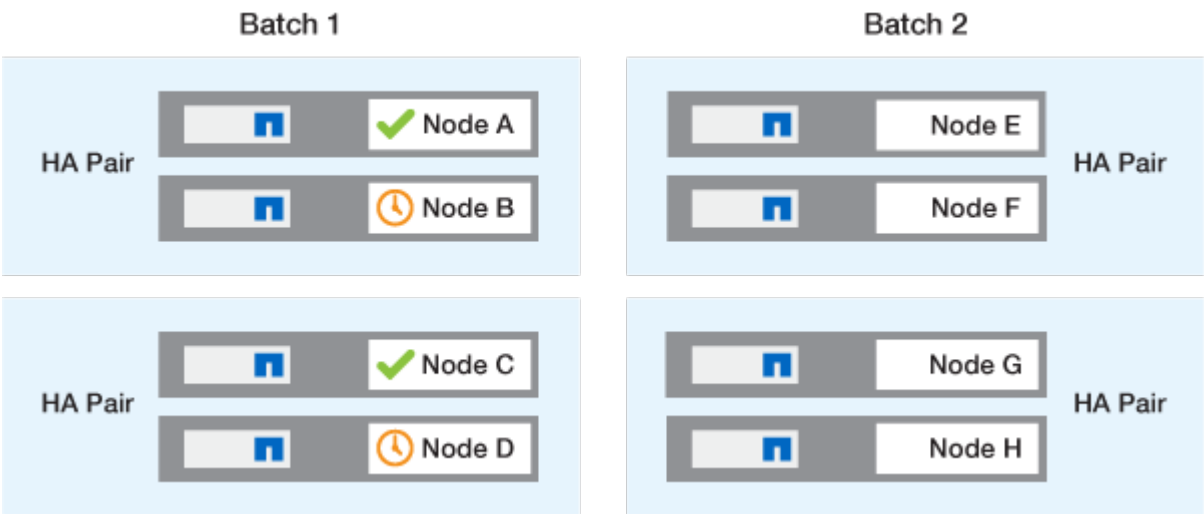 Batch 1
Batch 2
HA Pair
Node A
Node B
Node E
Node F
HA Pair
HA Pair
Node C
Node D
Node G
Node H
HA Pair